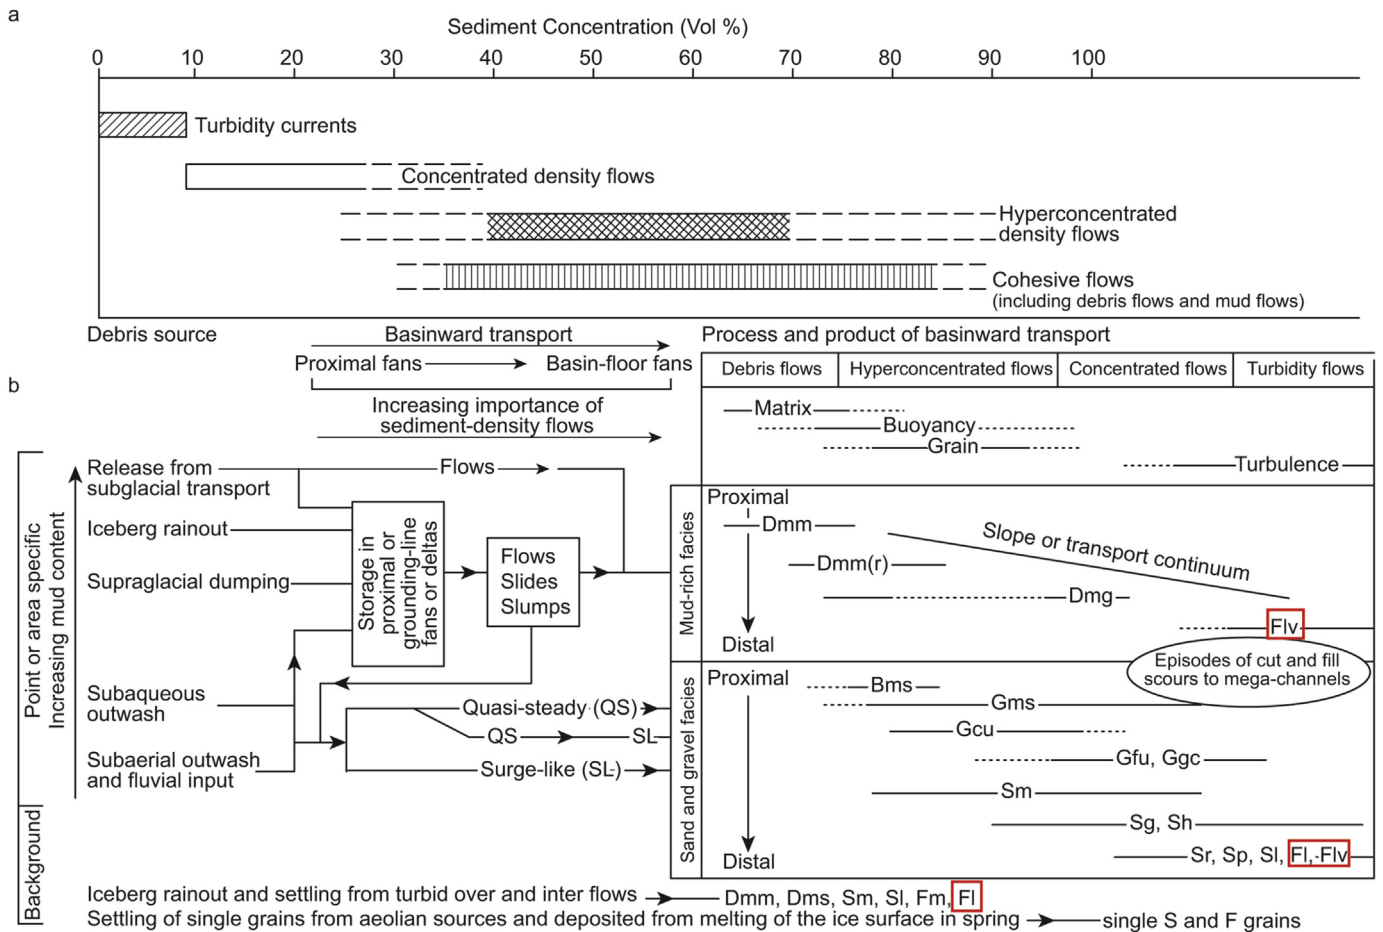 a
Sediment Concentration (Vol %)
0 10 20 30 40 50 60 70 80 90 100
Turbidity currents
Concentrated density flows
Hyperconcentrated
density flows
Cohesive flows
(including debris flows and mud flows)
Debris source
Basinward transport
Process and product of basinward transport
Proximal fans
Basin-floor fans
Debris flows
Hyperconcentrated flows
Concentrated flows
Turbidity flows
b
Increasing importance of
sediment-density flows
Matrix
Buoyancy
Grain
Turbulence
Point or area specific
Increasing mud content
Release from
subglacial transport
Flows
Iceberg rainout
Supraglacial dumping
Storage in
proximal or
grounding-line
fans or deltas
Flows
Slides
Slumps
Subaqueous
outwash
Subaerial outwash
and fluvial input
Quasi-steady (QS)
QS
SL
Surge-like (SL)
Mud-rich facies
Proximal
Dmm
Slope or transport continuum
Dmm(r)
Dmg
Flv
Distal
Episodes of cut and fill
scours to mega-channels
Sand and gravel facies
Proximal
Bms
Gms
Gcu
Gfu, Ggc
Sm
Sg, Sh
Sr, Sp, Sl, Fl, Flv
Distal
Background
Iceberg rainout and settling from turbid over and inter flows
Dmm, Dms, Sm, Sl, Fm, Fl
Settling of single grains from aeolian sources and deposited from melting of the ice surface in spring
single S and F grains